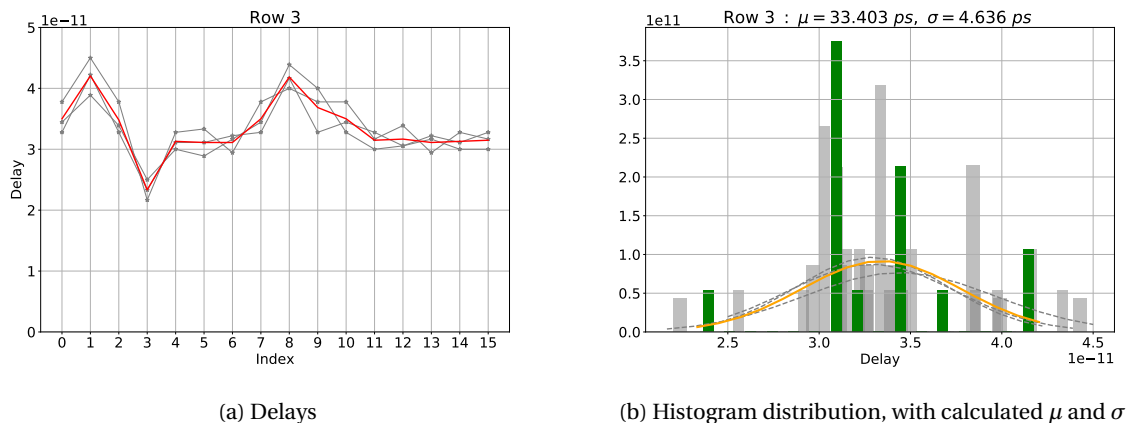 Row 3
1e−11
5
4
3
2
1
0
Delay
0 1 2 3 4 5 6 7 8 9 10 11 12 13 14 15
Index
(a) Delays
Row 3 : μ = 33.403 ps, σ = 4.636 ps
1e11
3.5
3.0
2.5
2.0
1.5
1.0
0.5
0.0
2.5 3.0 3.5 4.0 4.5
Delay
1e−11
(b) Histogram distribution, with calculated μ and σ